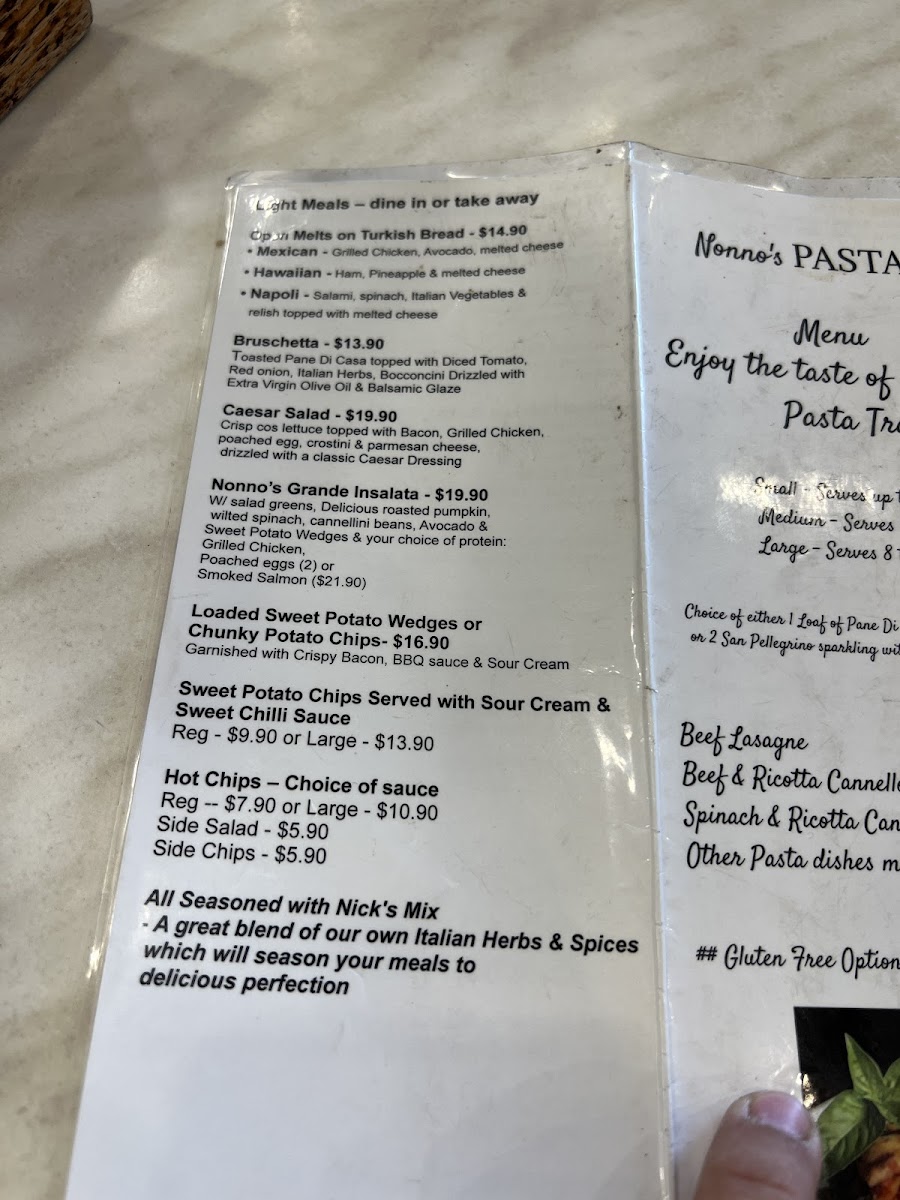 Light Meals – dine in or take away
Open Melts on Turkish Bread - $14.90
• Mexican - Grilled Chicken, Avocado, melted cheese
• Hawaiian - Ham, Pineapple & melted cheese
• Napoli - Salami, spinach, Italian Vegetables &
relish topped with melted cheese
Bruschetta - $13.90
Toasted Pane Di Casa topped with Diced Tomato,
Red onion, Italian Herbs, Bocconcini Drizzled with
Extra Virgin Olive Oil & Balsamic Glaze
Caesar Salad - $19.90
Crisp cos lettuce topped with Bacon, Grilled Chicken,
poached egg, crostini & parmesan cheese,
drizzled with a classic Caesar Dressing
Nonno's Grande Insalata - $19.90
W/ salad greens, Delicious roasted pumpkin,
wilted spinach, cannellini beans, Avocado &
Sweet Potato Wedges & your choice of protein:
Grilled Chicken,
Poached eggs (2) or
Smoked Salmon ($21.90)
Loaded Sweet Potato Wedges or
Chunky Potato Chips- $16.90
Garnished with Crispy Bacon, BBQ sauce & Sour Cream
Sweet Potato Chips Served with Sour Cream &
Sweet Chilli Sauce
Reg - $9.90 or Large - $13.90
Hot Chips – Choice of sauce
Reg -- $7.90 or Large - $10.90
Side Salad - $5.90
Side Chips - $5.90
All Seasoned with Nick's Mix
- A great blend of our own Italian Herbs & Spices
which will season your meals to
delicious perfection
Nonno's PASTA
Menu
Enjoy the taste of
Pasta
Small - Serves up
Medium - Serves
Large - Serves 8
Choice of either 1 Loaf of Pane Di
or 2 San Pellegrino sparkling
Beef Lasagne
Beef & Ricotta
Spinach & Ricotta
Other Pasta dishes
## Gluten Free